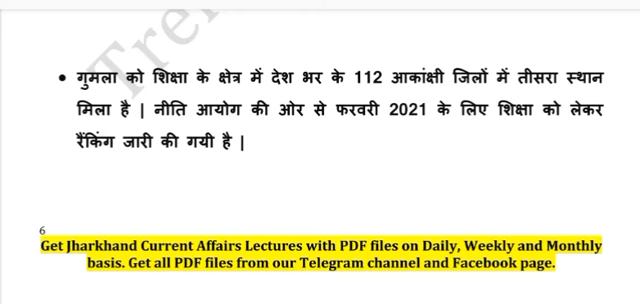 Tre
• गुमला को शिक्षा के क्षेत्र में देश भर के 112 आकांक्षी जिलों में तीसरा स्थान
मिला है | नीति आयोग की ओर से फरवरी 2021 के लिए शिक्षा को लेकर
रैंकिंग जारी की गयी है |
6
Get Jharkhand Current Affairs Lectures with PDF files on Daily, Weekly and Monthly
basis. Get all PDF files from our Telegram channel and Facebook page.